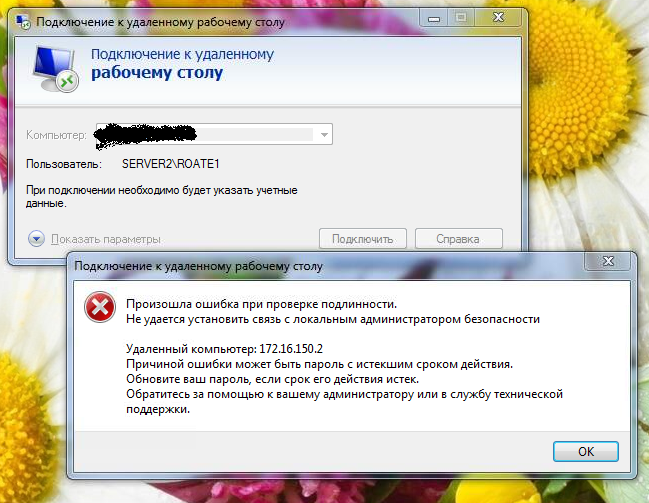 Подключение к удаленному рабочему столу
Подключение к удаленному
рабочему столу
Компьютер:
Пользователь: SERVER2\ROATE1
При подключении необходимо будет указать учетные
данные.
Показать параметры
Подключить
Справка
Подключение к удаленному рабочему столу
Произошла ошибка при проверке подлинности.
Не удается установить связь с локальным администратором безопасности
Удаленный компьютер: 172.16.150.2
Причиной ошибки может быть пароль с истекшим сроком действия.
Обновите ваш пароль, если срок его действия истек.
Обратитесь за помощью к вашему администратору или в службу технической
поддержки.
OK